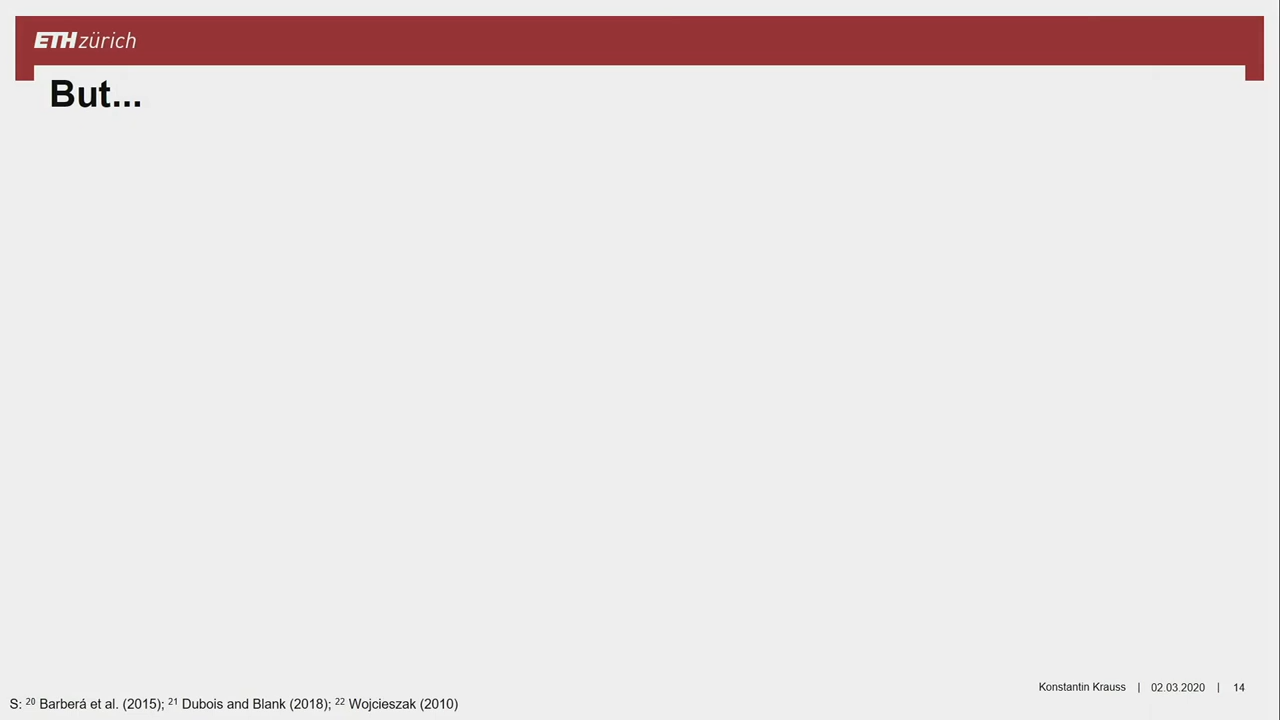 ETH zürich
But...
Konstantin Krauss | 02.03.2020 | 14
S: ²⁰ Barberá et al. (2015); ²¹ Dubois and Blank (2018); ²² Wojcieszak (2010)